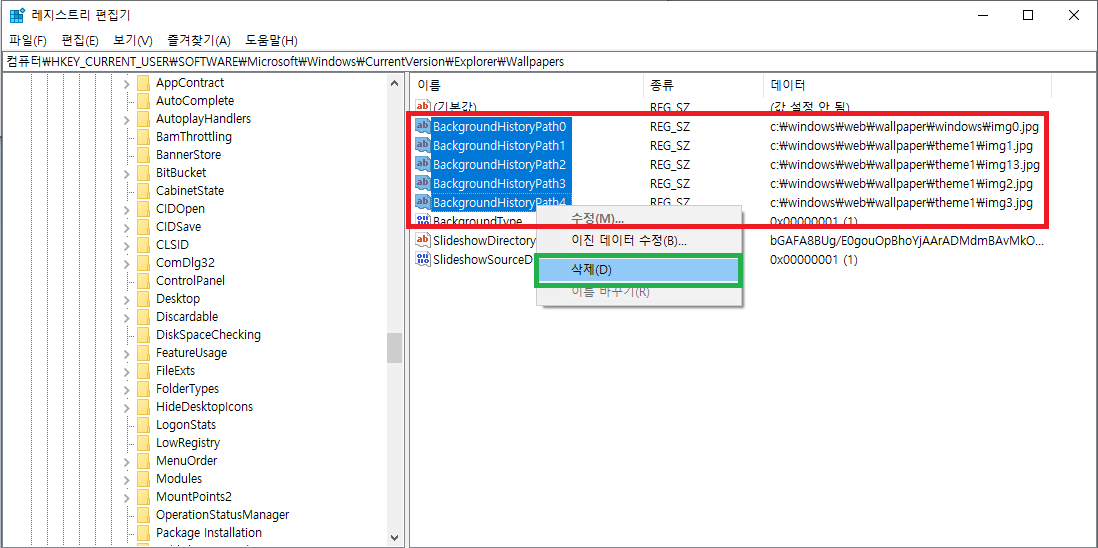 레지스트리 편집기
파일(F) 편집(E) 보기(V) 즐겨찾기(A) 도움말(H)
컴퓨터₩HKEY_CURRENT_USER₩SOFTWARE₩Microsoft₩Windows₩CurrentVersion₩Explorer₩Wallpapers
AppContract
AutoComplete
AutoplayHandlers
BamThrottling
BannerStore
BitBucket
CabinetState
CIDOpen
CIDSave
CLSID
ComDlg32
ControlPanel
Desktop
Discardable
DiskSpaceChecking
FeatureUsage
FileExts
FolderTypes
HideDesktopIcons
LogonStats
LowRegistry
MenuOrder
Modules
MountPoints2
OperationStatusManager
Package Installation
이름 종류 데이터
(기본값) REG_SZ (값 설정 안 됨)
BackgroundHistoryPath0 REG_SZ c:₩windows₩web₩wallpaper₩windows₩img0.jpg
BackgroundHistoryPath1 REG_SZ c:₩windows₩web₩wallpaper₩theme1₩img1.jpg
BackgroundHistoryPath2 REG_SZ c:₩windows₩web₩wallpaper₩theme1₩img13.jpg
BackgroundHistoryPath3 REG_SZ c:₩windows₩web₩wallpaper₩theme1₩img2.jpg
BackgroundHistoryPath4 REG_SZ c:₩windows₩web₩wallpaper₩theme1₩img3.jpg
BackgroundType 0x00000001 (1)
SlideshowDirectory bGAFA8BUg/E0gouOpBhoYjAArADMdmBAvMkO...
SlideshowSourceD 0x00000001 (1)
수정(M)...
이진 데이터 수정(B)...
삭제(D)
이름 바꾸기(R)